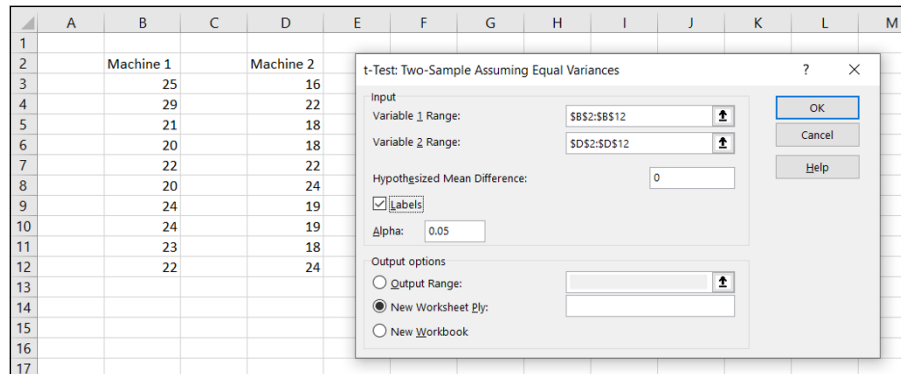 A B C D E F G H I J K L M
1
2 Machine 1 Machine 2
3 25 16
4 29 22
5 21 18
6 20 18
7 22 22
8 20 24
9 24 19
10 24 19
11 23 18
12 22 24
13
14
15
16
17
t-Test: Two-Sample Assuming Equal Variances ? ×
Input
Variable 1 Range: $B$2:$B$12
Variable 2 Range: $D$2:$D$12
Hypothesized Mean Difference: 0
Labels
Alpha: 0.05
Output options
Output Range:
New Worksheet Ply:
New Workbook
OK
Cancel
Help